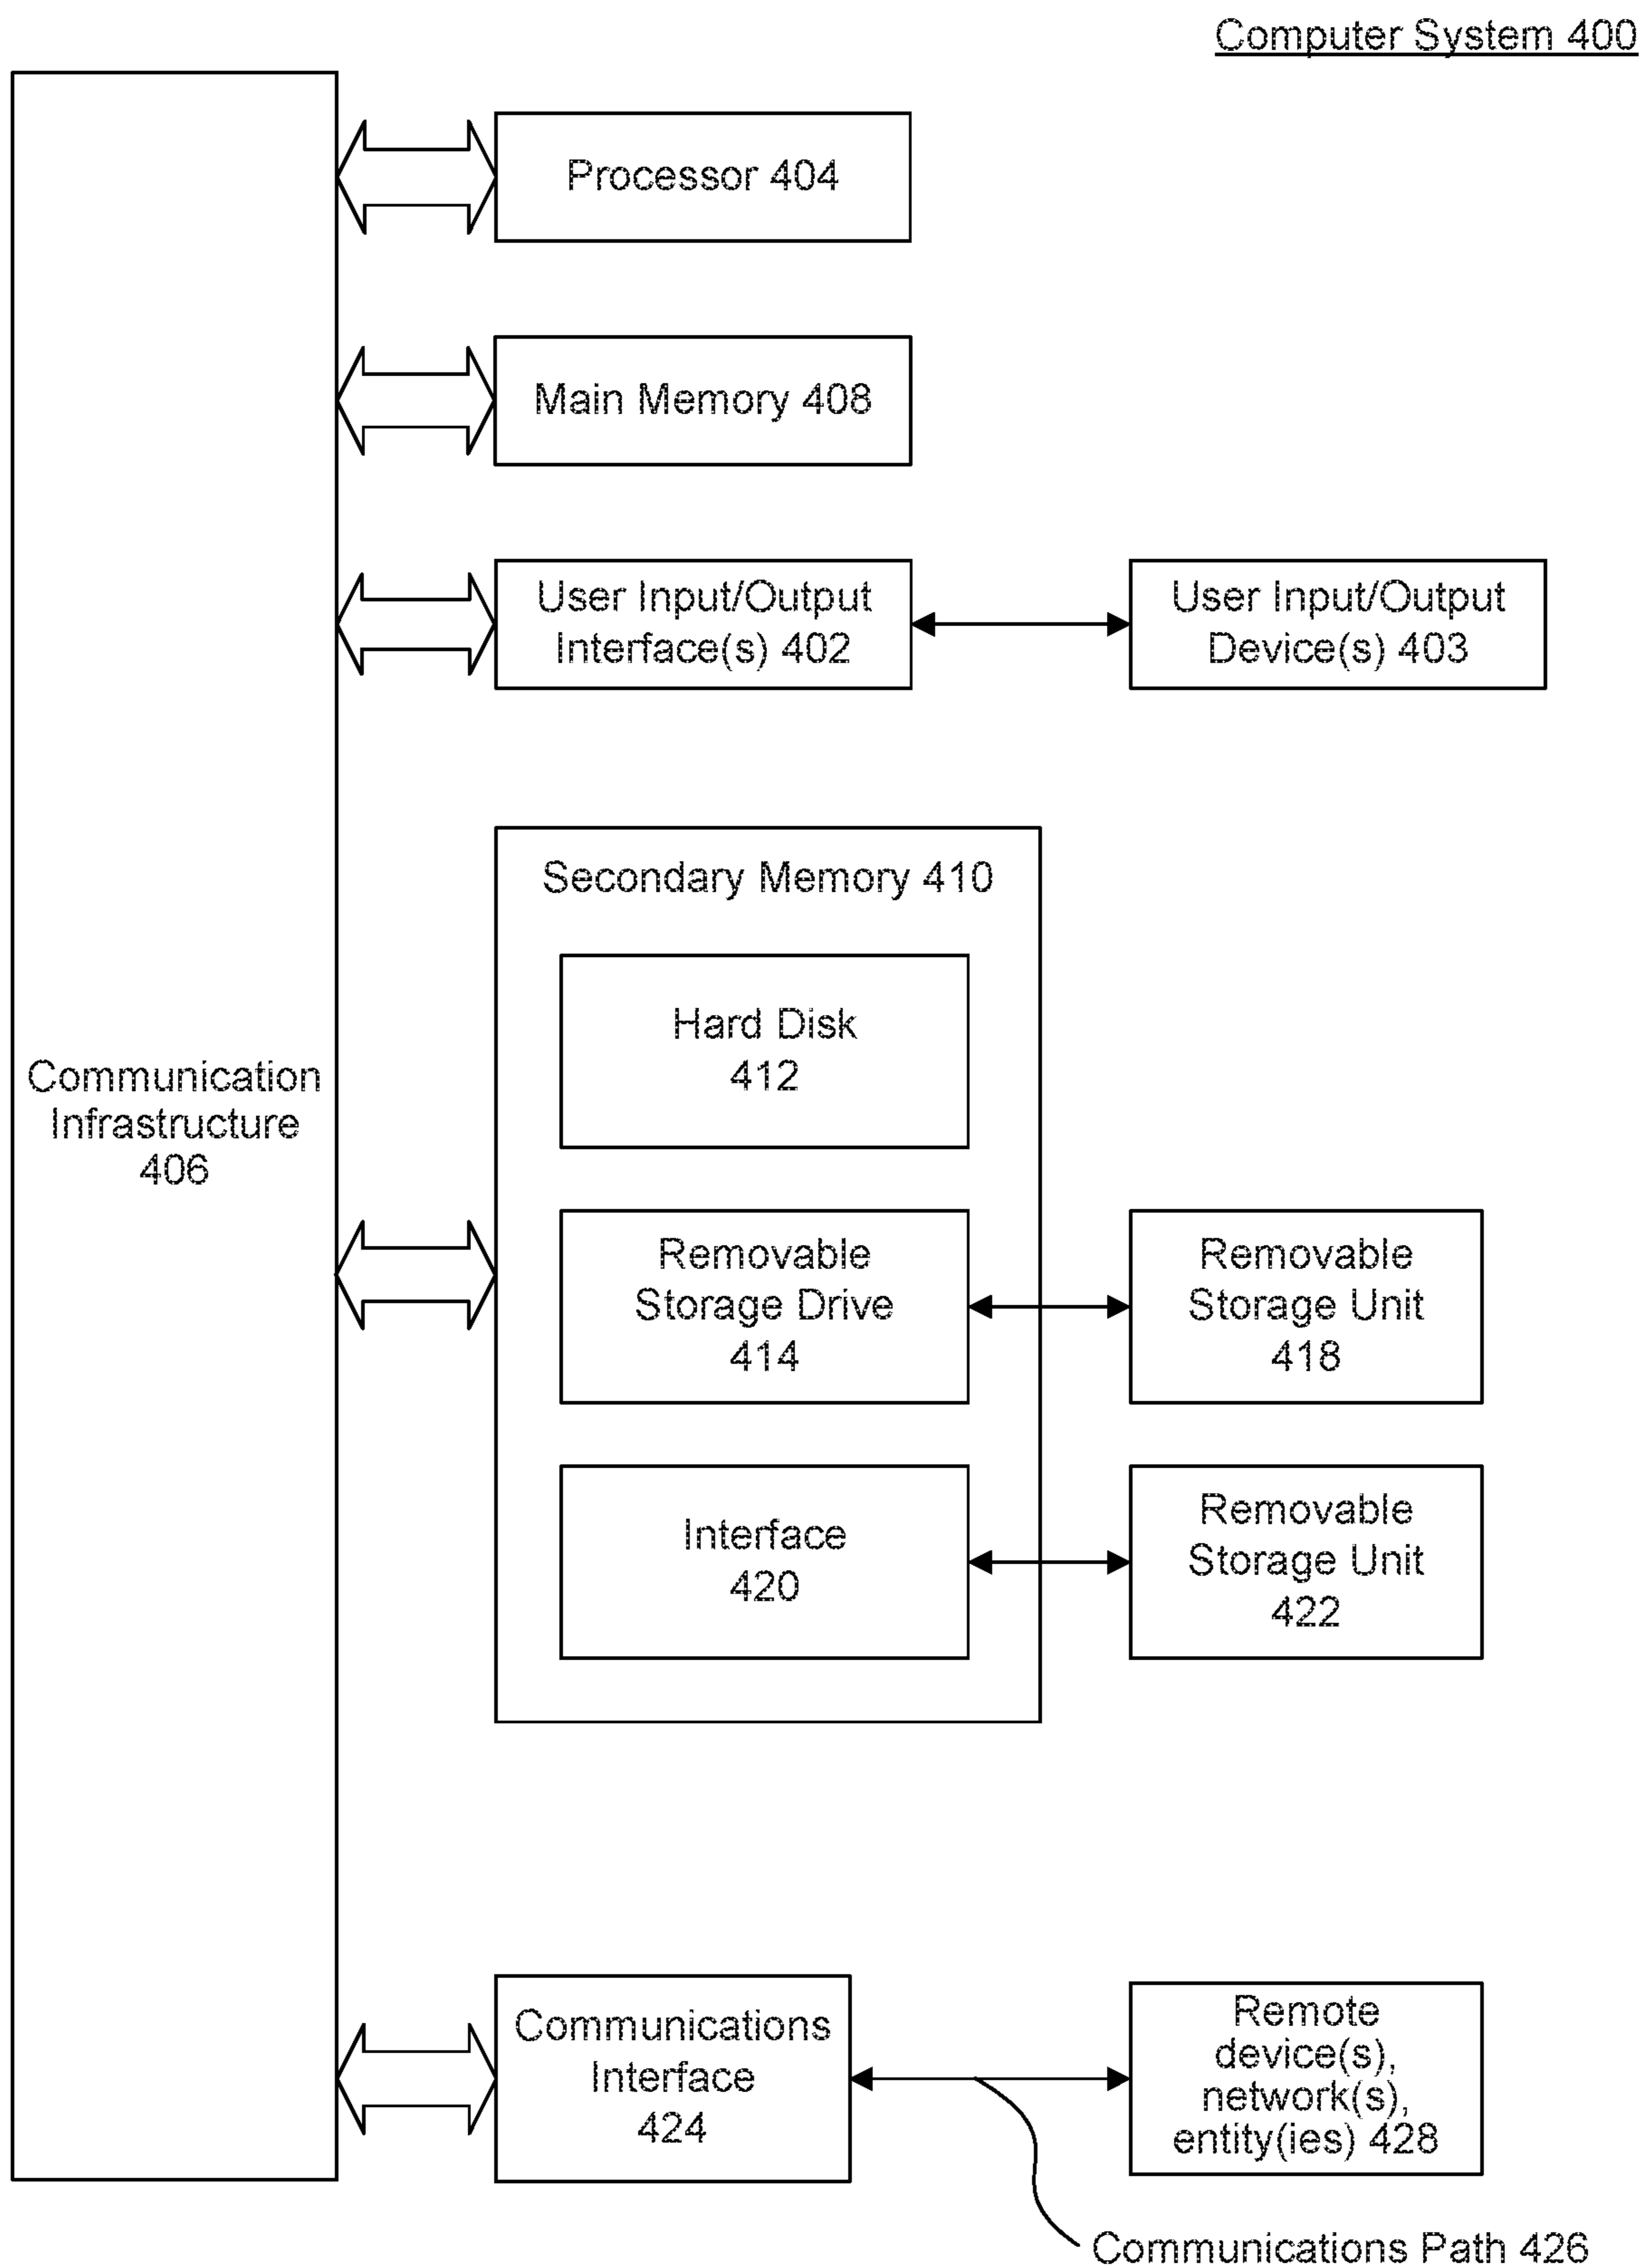 Computer System 400
Processor 404
Main Memory 408
User Input/Output
Interface(s) 402
User Input/Output
Device(s) 403
Secondary Memory 410
Hard Disk
412
Communication
Infrastructure
406
Removable
Storage Drive
414
Removable
Storage Unit
418
Interface
420
Removable
Storage Unit
422
Communications
Interface
424
Remote
device(s),
network(s),
entity(ies) 428
Communications Path 426